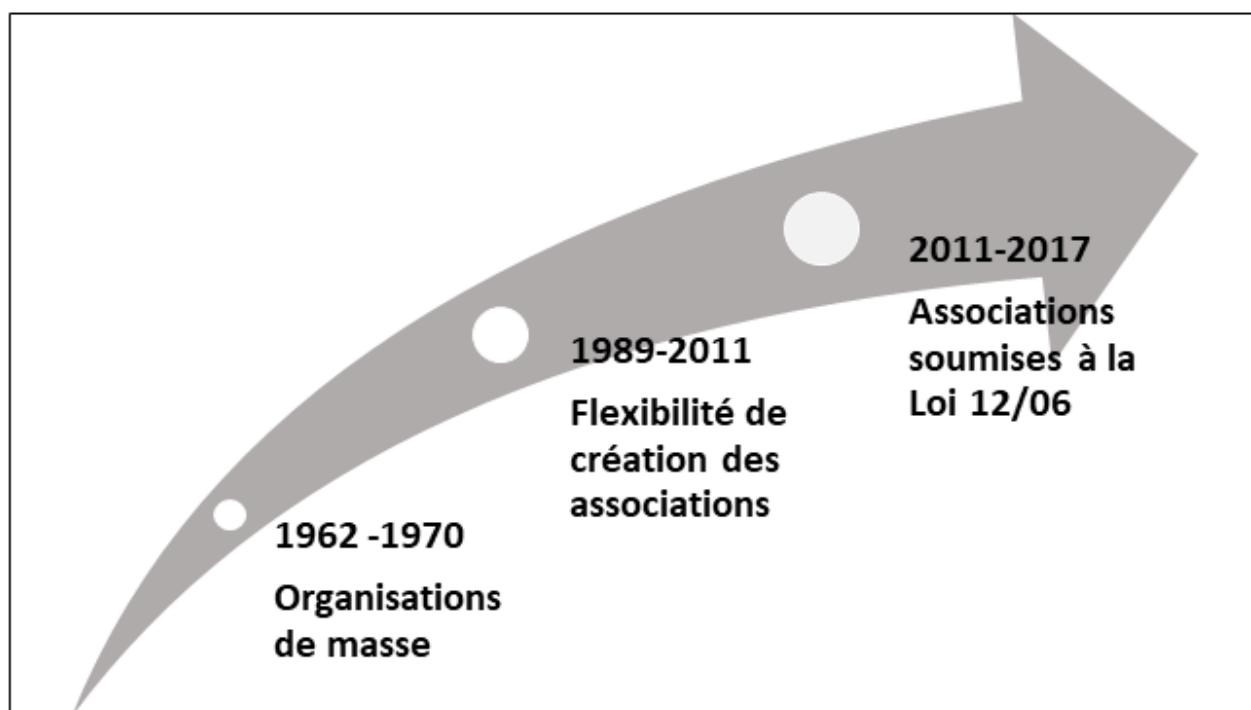 1962 -1970
Organisations
de masse
1989-2011
Flexibilité de
création des
associations
2011-2017
Associations
soumises à la
Loi 12/06